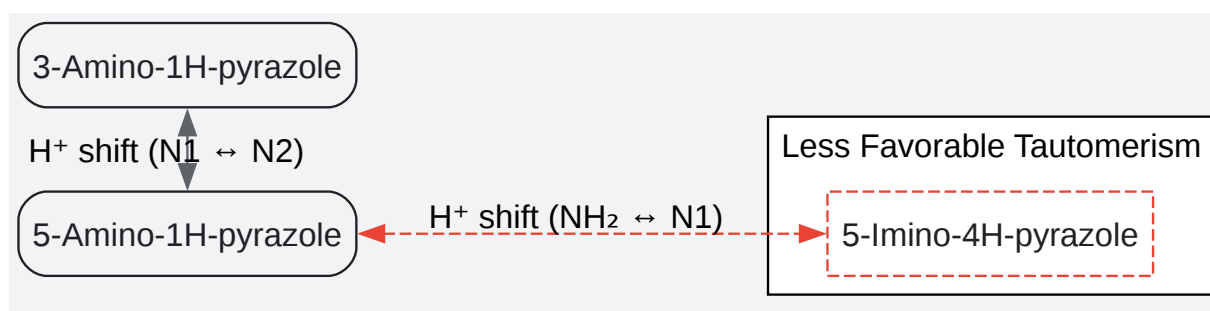 3-Amino-1H-pyrazole
H⁺ shift (N1 ↔ N2)
Less Favorable Tautomerism
5-Amino-1H-pyrazole
H⁺ shift (NH₂ ↔ N1)
5-Imino-4H-pyrazole